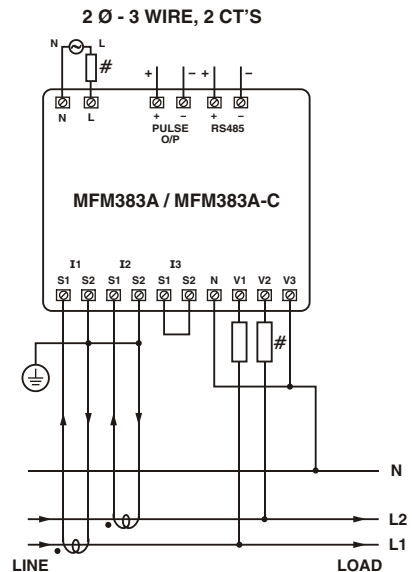 2 Ø - 3 WIRE, 2 CT'S
N L
#
+ − + −
N L + − + −
PULSE O/P RS485
MFM383A / MFM383A-C
I1 I2 I3
S1 S2 S1 S2 S1 S2 N V1 V2 V3
#
N
L2
L1
LINE LOAD